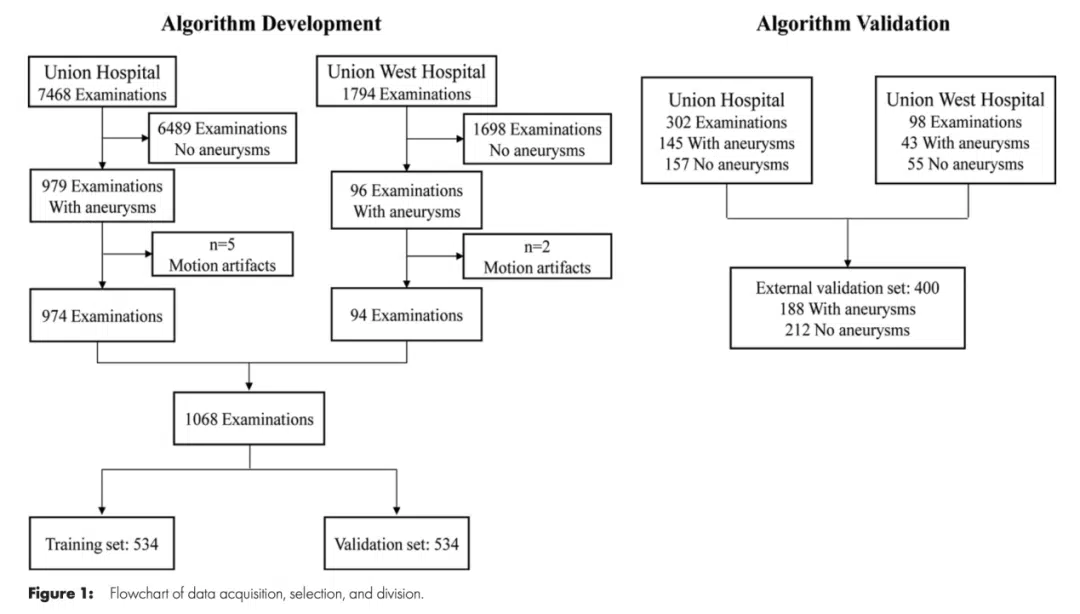 Algorithm Development
Union Hospital
7468 Examinations
Union West Hospital
1794 Examinations
6489 Examinations
No aneurysms
1698 Examinations
No aneurysms
979 Examinations
With aneurysms
96 Examinations
With aneurysms
n=5
Motion artifacts
n=2
Motion artifacts
974 Examinations
94 Examinations
1068 Examinations
Training set: 534
Validation set: 534
Algorithm Validation
Union Hospital
302 Examinations
145 With aneurysms
157 No aneurysms
Union West Hospital
98 Examinations
43 With aneurysms
55 No aneurysms
External validation set: 400
188 With aneurysms
212 No aneurysms
Figure 1: Flowchart of data acquisition, selection, and division.